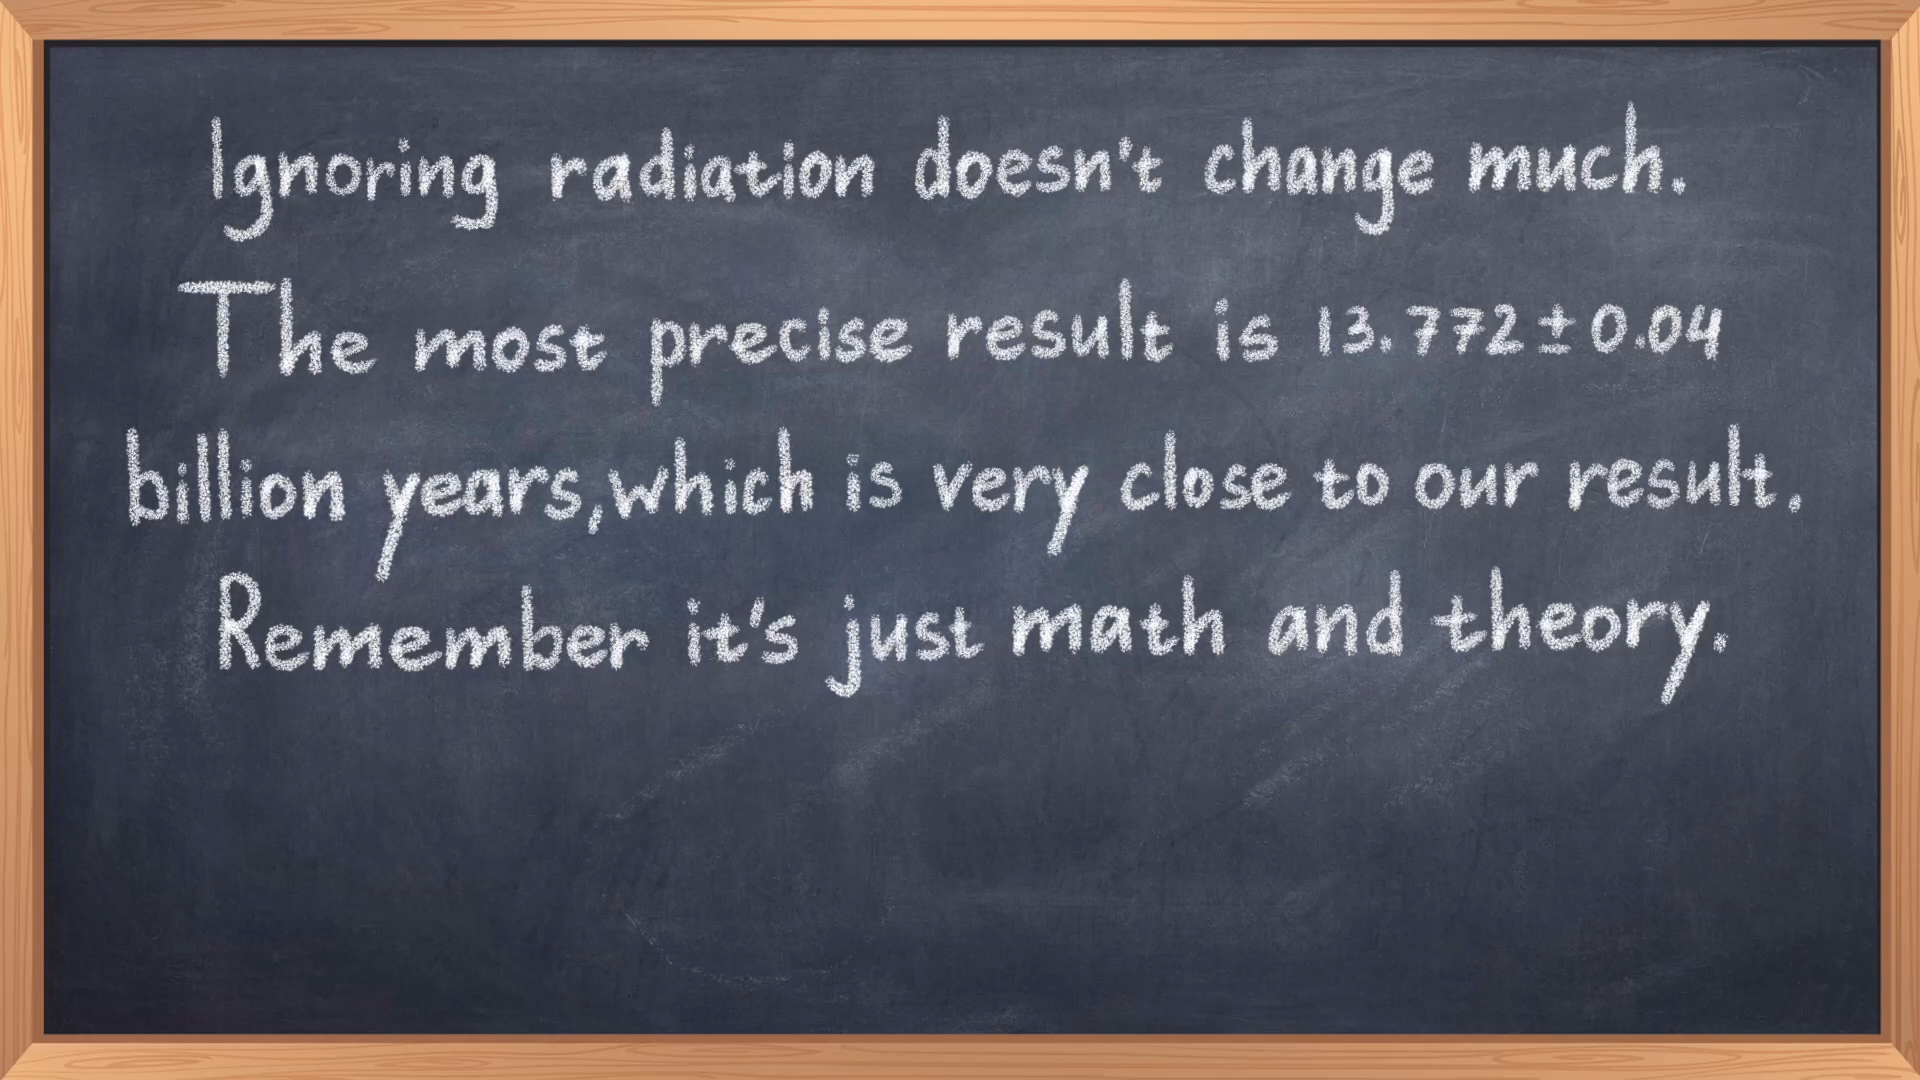 Ignoring radiation doesn't change much.
The most precise result is 13.772±0.04
billion years,which is very close to our result.
Remember it's just math and theory.